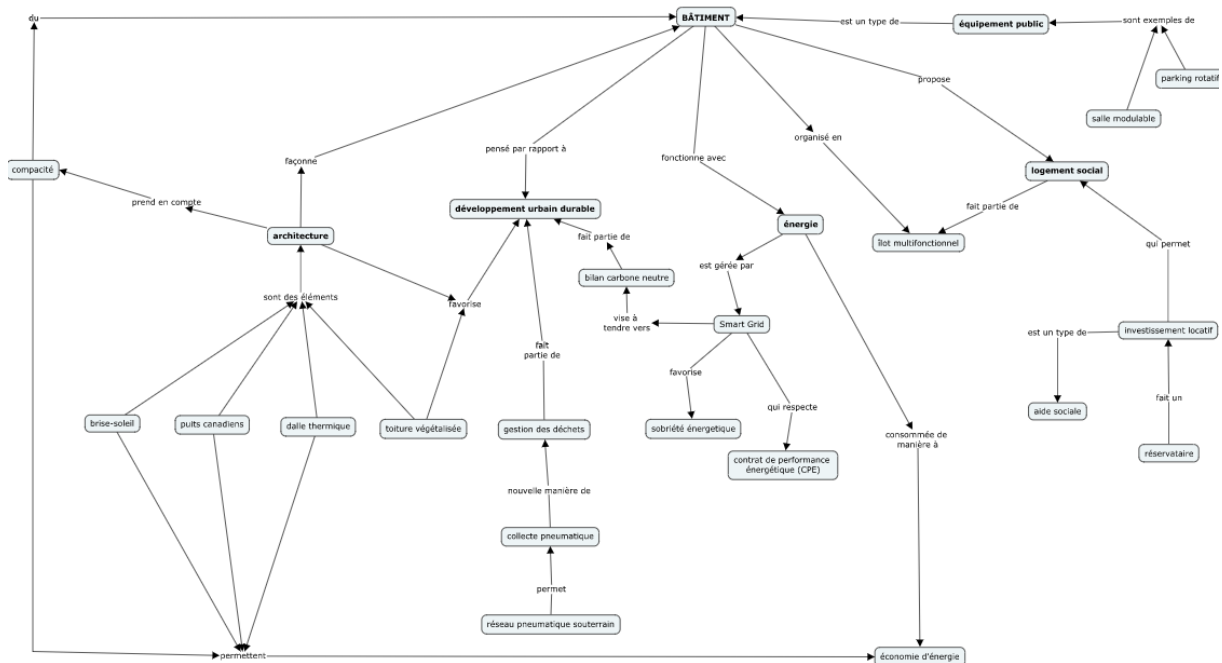 du
BÂTIMENT
est un type de
équipement public
sont exemples de
parking rotatif
propose
salle modulable
organisé en
pensé par rapport à
façonne
fonctionne avec
compacité
logement social
prend en compte
développement urbain durable
fait partie de
énergie
architecture
fait partie de
îlot multifonctionnel
qui permet
est gérée par
bilan carbone neutre
sont des éléments
favorise
vise à
tendre vers
Smart Grid
est un type de
investissement locatif
fait
partie de
favorise
fait un
qui respecte
aide sociale
brise-soleil
puits canadiens
dalle thermique
toiture végétalisée
gestion des déchets
sobriété énergetique
consommée de
manière à
réservataire
contrat de performance
énergétique (CPE)
nouvelle manière de
collecte pneumatique
permet
réseau pneumatique souterrain
permettent
économie d'énergie